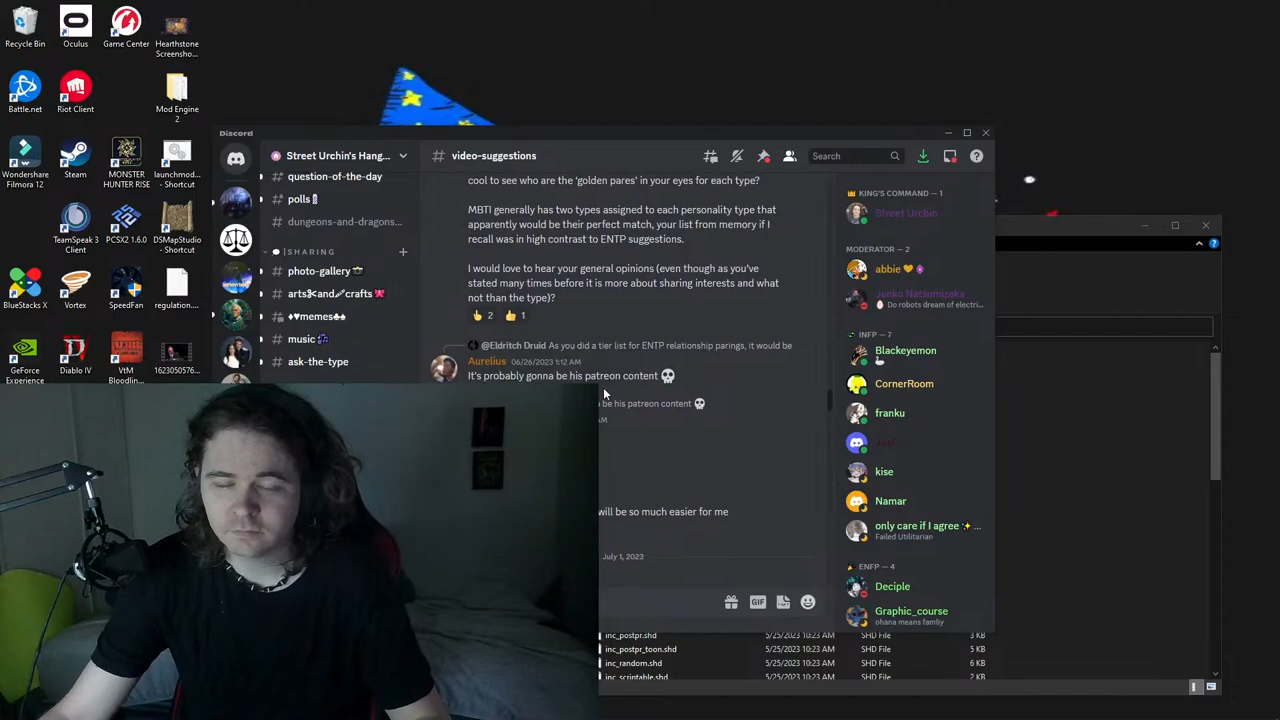 Recycle Bin
Oculus
Game Center
Hearthstone
Screensho...
Battle.net
Riot Client
Mod Engine
2
Wondershare
Filmora 12
Steam
MONSTER
HUNTER RISE
launchmod...
- Shortcut
TeamSpeak 3
Client
PCSX2 1.6.0
DSMapStudio
- Shortcut
BlueStacks X
Vortex
SpeedFan
regulation....
GeForce
Experience
Diablo IV
VtM
Bloodlin...
1623050576...
Discord
Street Urchin's Hang...
question-of-the-day
polls
dungeons-and-dragons...
|SHARING
photo-gallery
arts and crafts
memes
music
ask-the-type
video-suggestions
Search
cool to see who are the 'golden pares' in your eyes for each type?
MBTI generally has two types assigned to each personality type that
apparently would be their perfect match, your list from memory if I
recall was in high contrast to ENTP suggestions.
I would love to hear your general opinions (even though as you've
stated many times before it is more about sharing interests and what
not than the type)?
2
1
@Eldritch Druid As you did a tier list for ENTP relationship parings, it would be
Aurelius 06/26/2023 1:12 AM
It's probably gonna be his patreon content
be his patreon content
AM
will be so much easier for me
July 1, 2023
GIF
KING'S COMMAND — 1
Street Urchin
MODERATOR — 2
abbie
Junko Natsumizaka
Do robots dream of electri...
INFP — 7
Blackeyemon
CornerRoom
franku
kise
Namar
only care if I agree ...
Failed Utilitarian
ENFP — 4
Deciple
Graphic_course
ohana means famliy
inc_postpr.shd 5/25/2023 10:23 AM SHD File 3 KB
inc_postpr_toon.shd 5/25/2023 10:23 AM SHD File 5 KB
inc_random.shd 5/25/2023 10:23 AM SHD File 6 KB
inc_scriptable.shd 5/25/2023 10:23 AM SHD File 2 KB